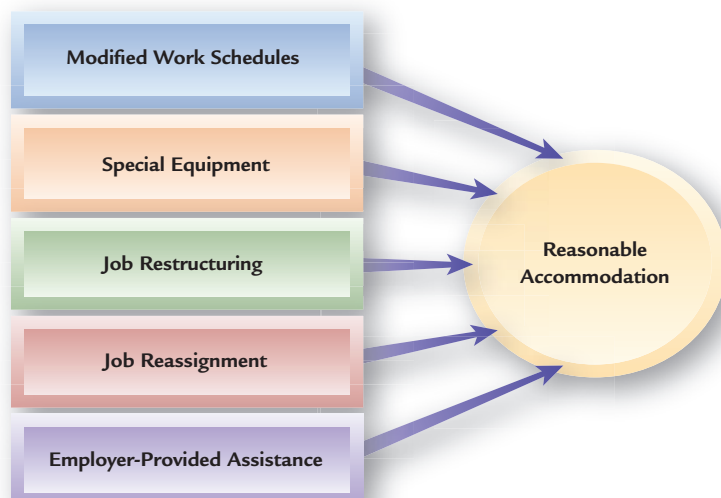 Modified Work Schedules
Special Equipment
Job Restructuring
Job Reassignment
Employer-Provided Assistance
Reasonable
Accommodation